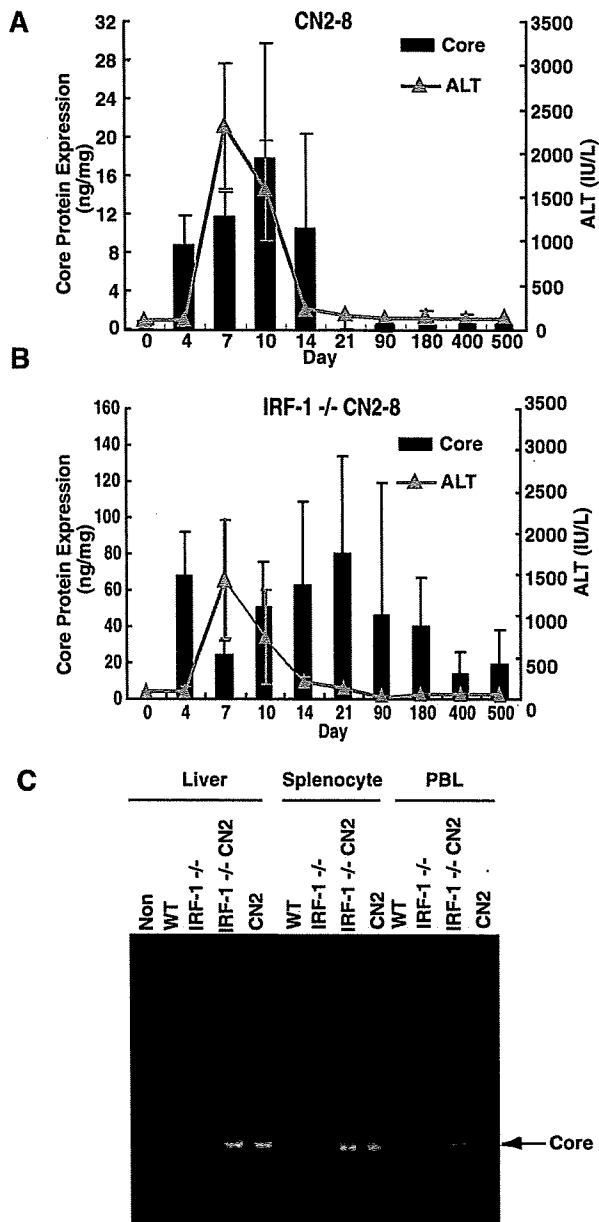 A
CN2-8
Core Protein Expression
(ng/mg)
32
28
24
20
16
12
8
4
0
Core
ALT
3500
3000
2500
2000
1500
1000
500
0
ALT (IU/L)
0 4 7 10 14 21 90 180 400 500
Day
B
IRF-1 -/- CN2-8
Core Protein Expression
(ng/mg)
160
140
120
100
80
60
40
20
0
Core
ALT
3500
3000
2500
2000
1500
1000
500
0
ALT (IU/L)
0 4 7 10 14 21 90 180 400 500
Day
C
Liver Splenocyte PBL
Non
WT
IRF-1 -/-
IRF-1 -/- CN2
CN2
WT
IRF-1 -/-
IRF-1 -/- CN2
CN2
WT
IRF-1 -/-
IRF-1 -/- CN2
CN2
Core